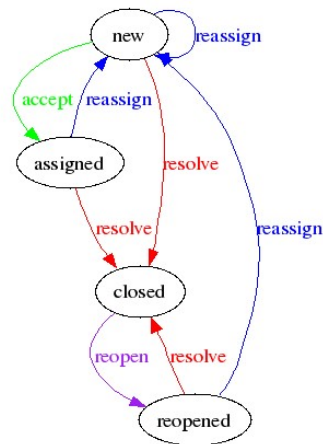 new
reassign
accept
reassign
resolve
assigned
resolve
reassign
closed
reopen
resolve
reopened